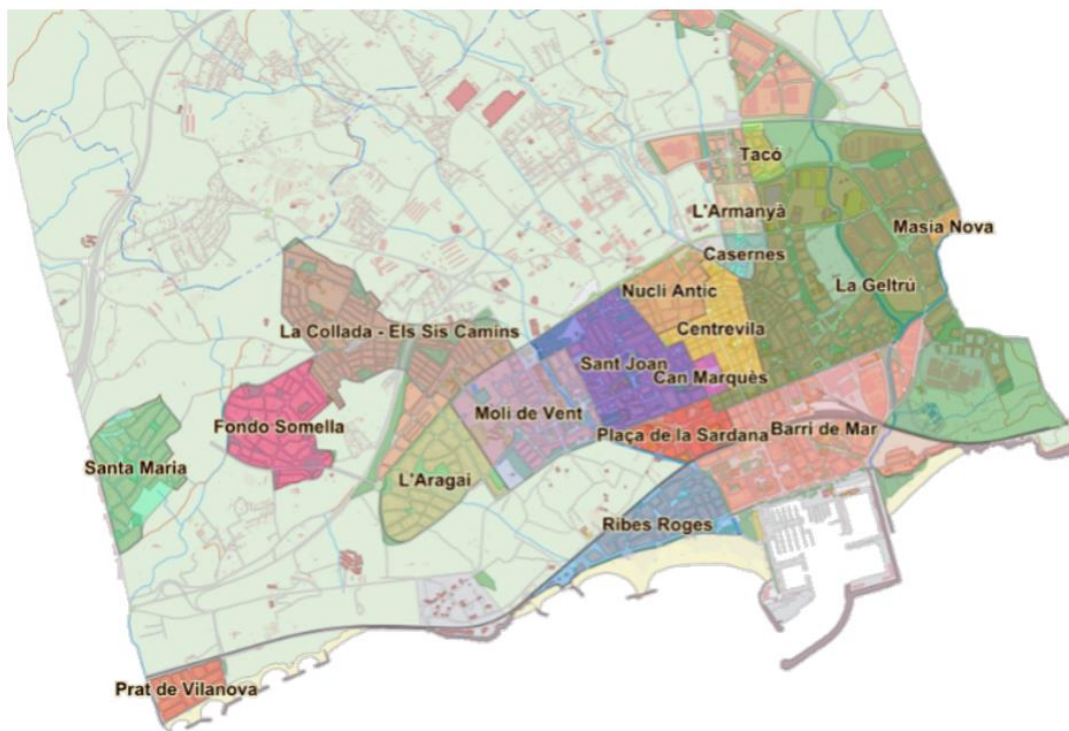 Tacó
L'Armanyà
Masia Nova
Casernes
La Geltrú
Nucli Antic
La Collada - Els Sis Camins
Centrevila
Sant Joan
Can Marquès
Molí de Vent
Fondo Somella
Plaça de la Sardana
Barri de Mar
Santa Maria
L'Aragai
Ribes Roges
Prat de Vilanova